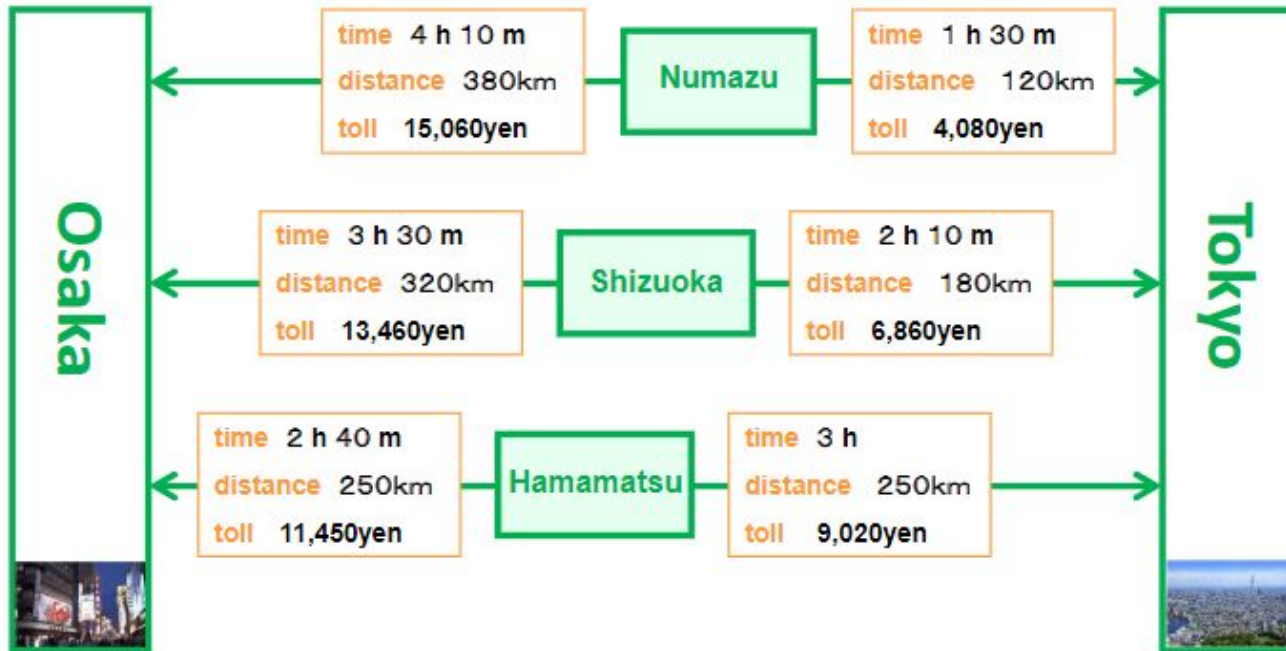 Osaka
time 4 h 10 m
distance 380km
toll 15,060yen
Numazu
time 1 h 30 m
distance 120km
toll 4,080yen
time 3 h 30 m
distance 320km
toll 13,460yen
Shizuoka
time 2 h 10 m
distance 180km
toll 6,860yen
time 2 h 40 m
distance 250km
toll 11,450yen
Hamamatsu
time 3 h
distance 250km
toll 9,020yen
Tokyo